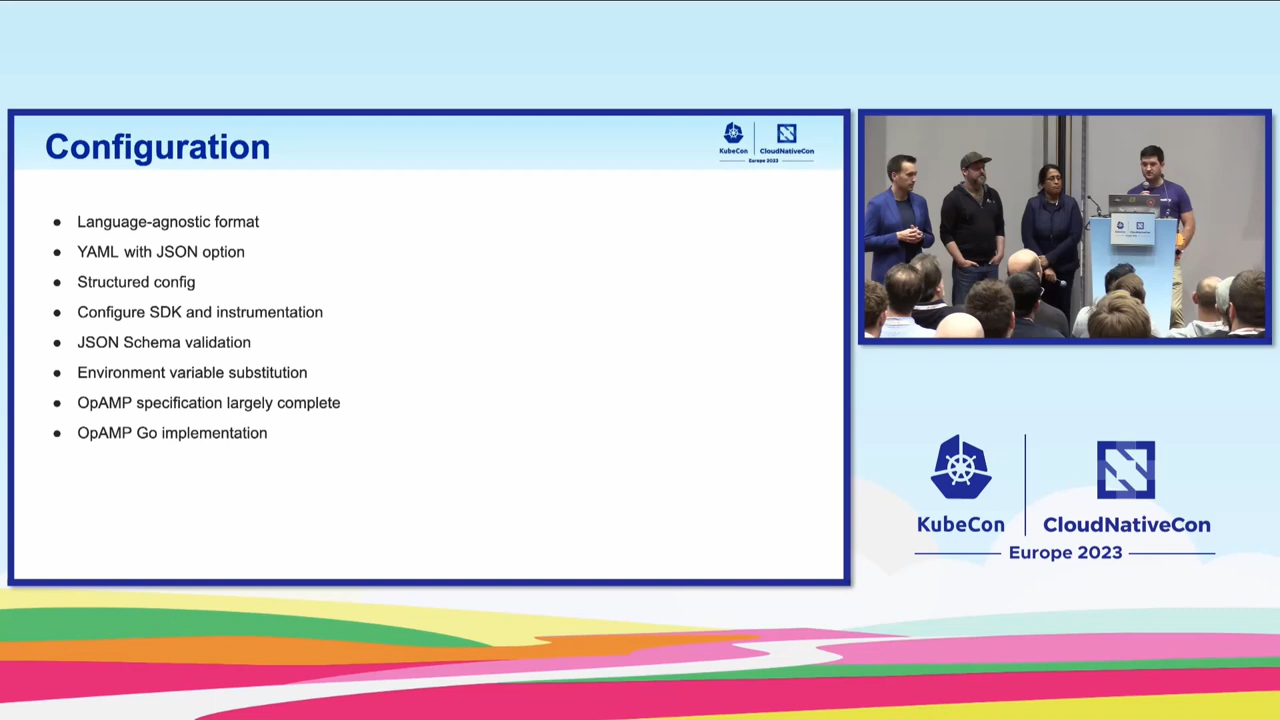 Configuration
KubeCon
CloudNativeCon
Europe 2023
Language-agnostic format
YAML with JSON option
Structured config
Configure SDK and instrumentation
JSON Schema validation
Environment variable substitution
OpAMP specification largely complete
OpAMP Go implementation
KubeCon
CloudNativeCon
Europe 2023